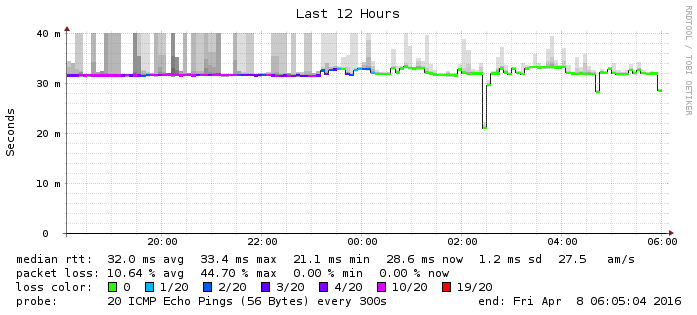 Last 12 Hours
RRDTOOL / TOBI OETIKER
Seconds
40 m
30 m
20 m
10 m
0
20:00 22:00 00:00 02:00 04:00 06:00
median rtt: 32.0 ms avg 33.4 ms max 21.1 ms min 28.6 ms now 1.2 ms sd 27.5 am/s
packet loss: 10.64 % avg 44.70 % max 0.00 % min 0.00 % now
loss color: 0 1/20 2/20 3/20 4/20 10/20 19/20
probe: 20 ICMP Echo Pings (56 Bytes) every 300s end: Fri Apr 8 06:05:04 2016